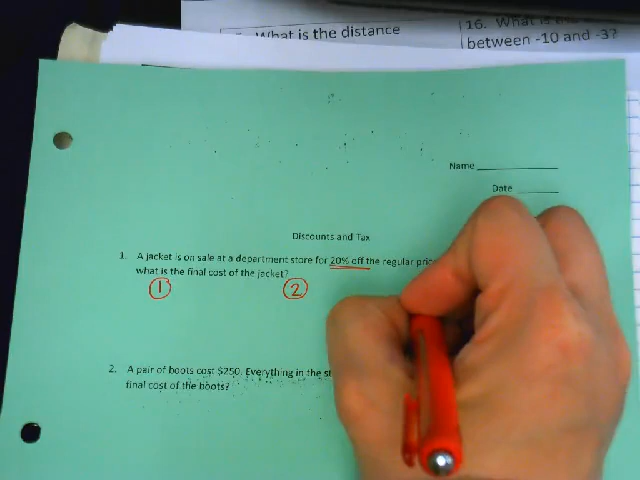 What is the distance
16. What is the
between -10 and -3?
Name
Date
Discounts and Tax
1. A jacket is on sale at a department store for 20% off the regular
what is the final cost of the jacket?
1 2
2. A pair of boots cost $250. Everything in the
final cost of the boots?